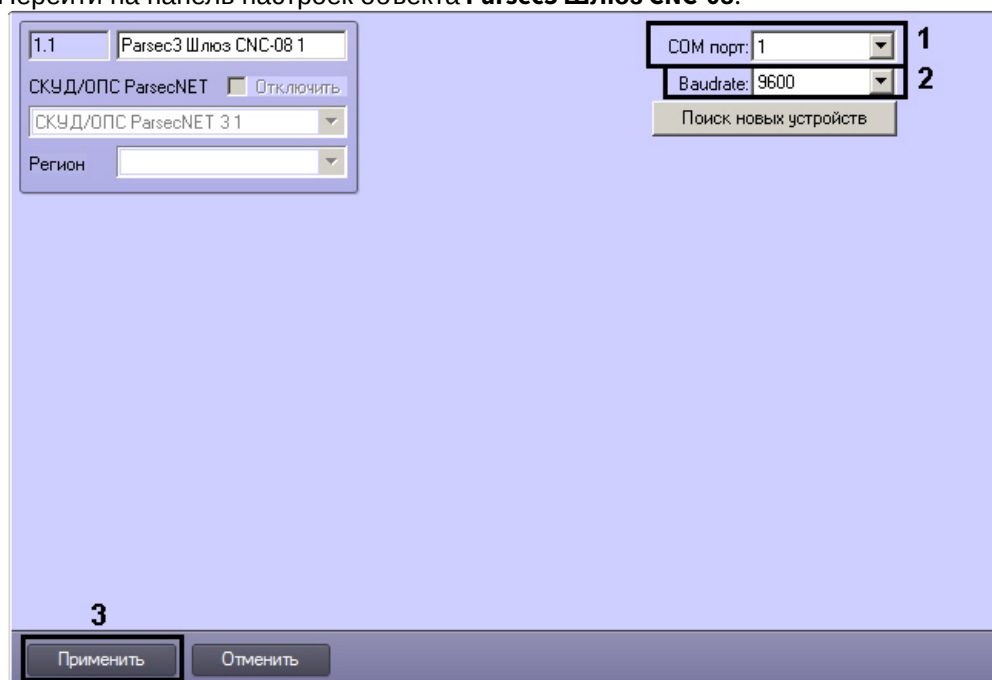 Перейти на панель настроек объекта Parsec3 Шлюз CNC-08.
1.1 Parsec3 Шлюз CNC-08 1
СКУД/ОПС ParsecNET Отключить
СКУД/ОПС ParsecNET 3 1
Регион
COM порт: 1 1
Baudrate: 9600 2
Поиск новых устройств
3
Применить Отменить